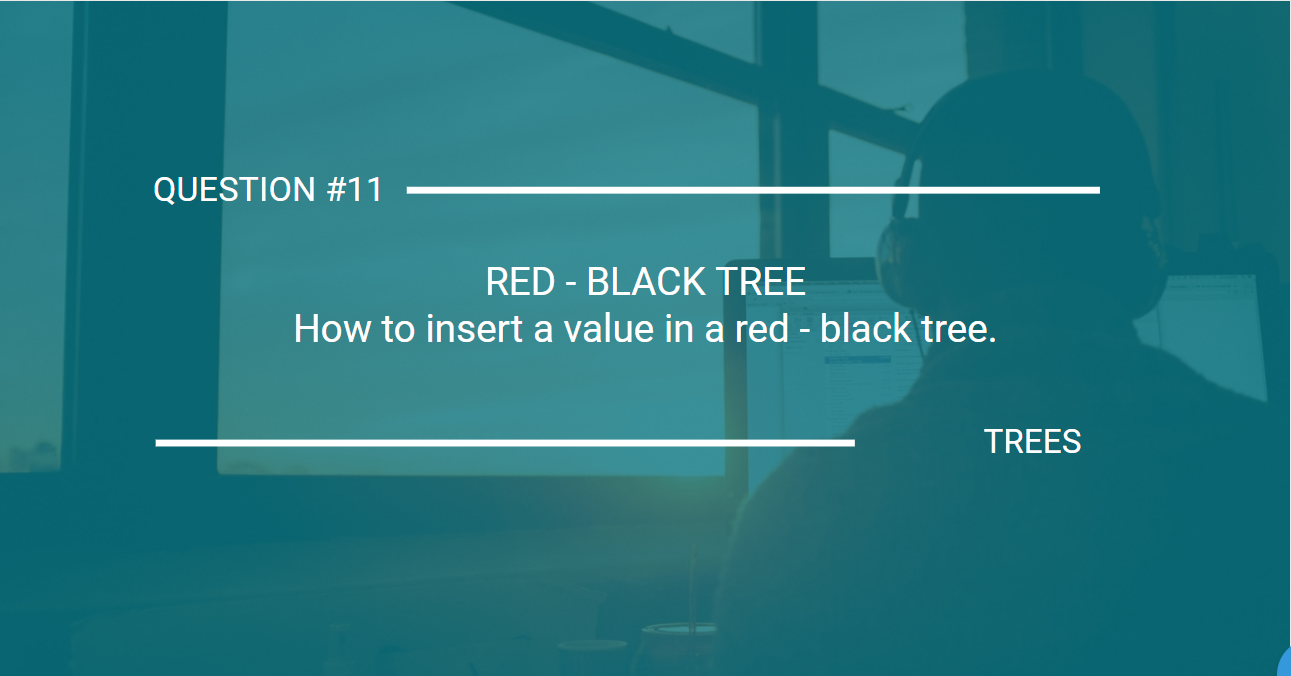 QUESTION #11
RED - BLACK TREE
How to insert a value in a red - black tree.
TREES